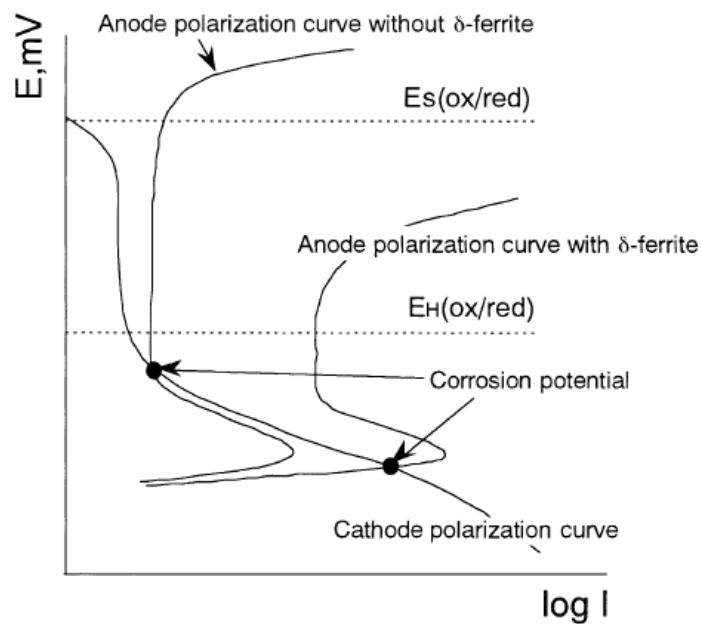 E,mV
Anode polarization curve without δ-ferrite
Es(ox/red)
Anode polarization curve with δ-ferrite
EH(ox/red)
Corrosion potential
Cathode polarization curve
log I